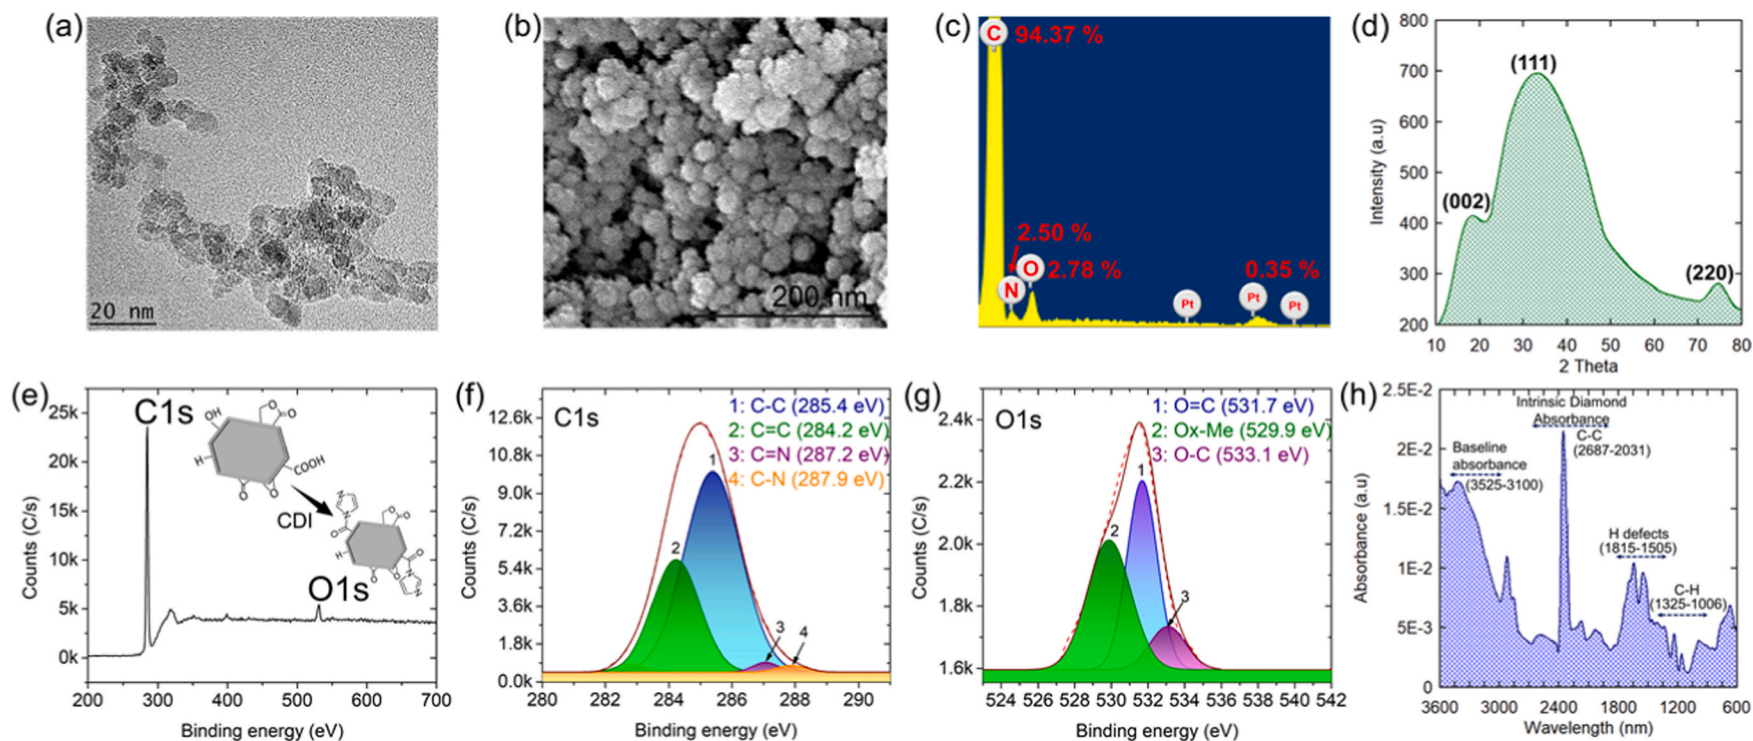 (a)
20 nm
(b)
200 nm
(c)
C 94.37 %
2.50 %
N
O 2.78 %
0.35 %
Pt
Pt
Pt
(d)
Intensity (a.u)
800
700
600
500
400
300
200
(002)
(111)
(220)
10 20 30 40 50 60 70 80
2 Theta
(e)
Counts (C/s)
25k
20k
15k
10k
5k
0k
C1s
OH
O
O
H
COOH
O
O
CDI
O1s
200 300 400 500 600 700
Binding energy (eV)
(f)
Counts (C/s)
12.6k
10.8k
9.0k
7.2k
5.4k
3.6k
1.8k
0.0k
C1s
1: C-C (285.4 eV)
2: C=C (284.2 eV)
3: C=N (287.2 eV)
4: C-N (287.9 eV)
1
2
3
4
280 282 284 286 288 290
Binding energy (eV)
(g)
Counts (C/s)
2.4k
2.2k
2.0k
1.8k
1.6k
O1s
1: O=C (531.7 eV)
2: Ox-Me (529.9 eV)
3: O-C (533.1 eV)
1
2
3
524 526 528 530 532 534 536 538 540 542
Binding energy (eV)
(h)
Absorbance (a.u)
2.5E-2
2E-2
1.5E-2
1E-2
5E-3
0
Intrinsic Diamond
Absorbance
C-C
(2687-2031)
Baseline
absorbance
(3525-3100)
H defects
(1815-1505)
C-H
(1325-1006)
3600 3000 2400 1800 1200 600
Wavelength (nm)